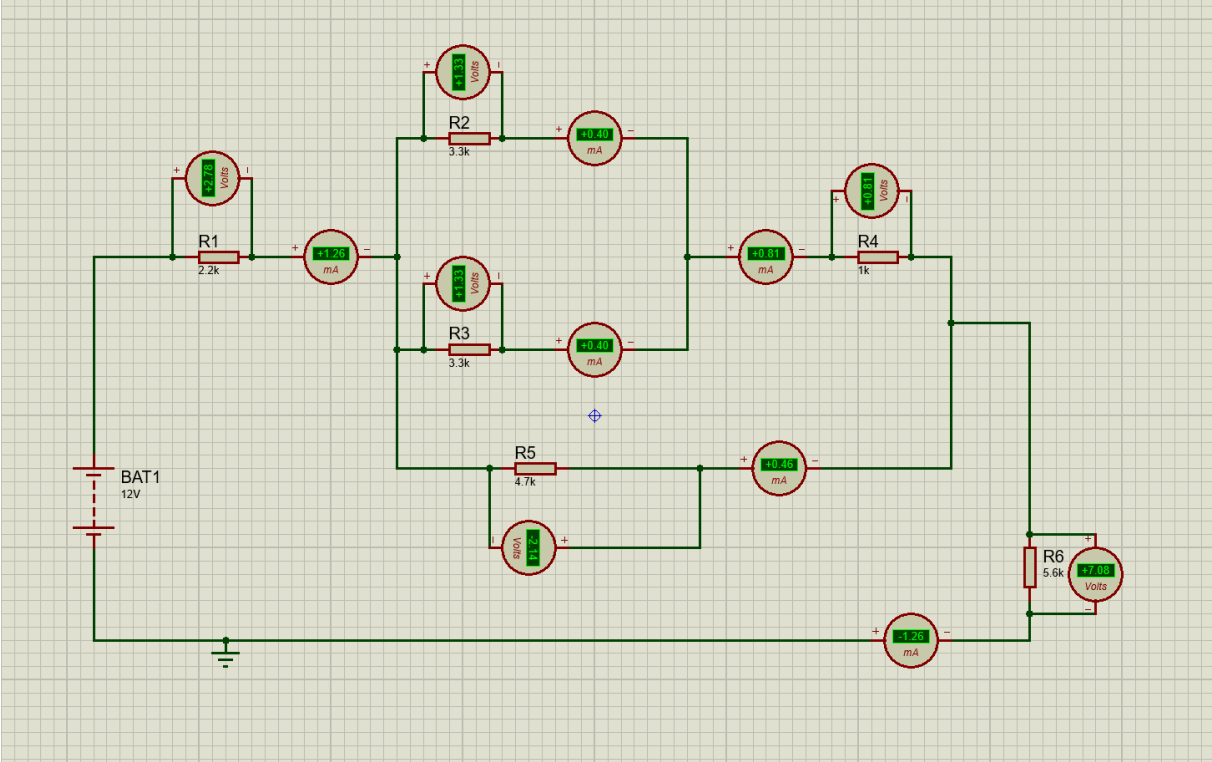 +1.33
Volts
R2
3.3k
+0.40
mA
+2.78
Volts
R1
2.2k
+1.26
mA
+1.33
Volts
R3
3.3k
+0.40
mA
+0.81
mA
+0.81
Volts
R4
1k
R5
4.7k
+0.46
mA
Volts
-2.14
BAT1
12V
R6
5.6k
+7.08
Volts
-1.26
mA